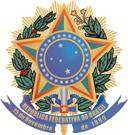 REPÚBLICA FEDERATIVA DO BRASIL
15 de Novembro de 1889